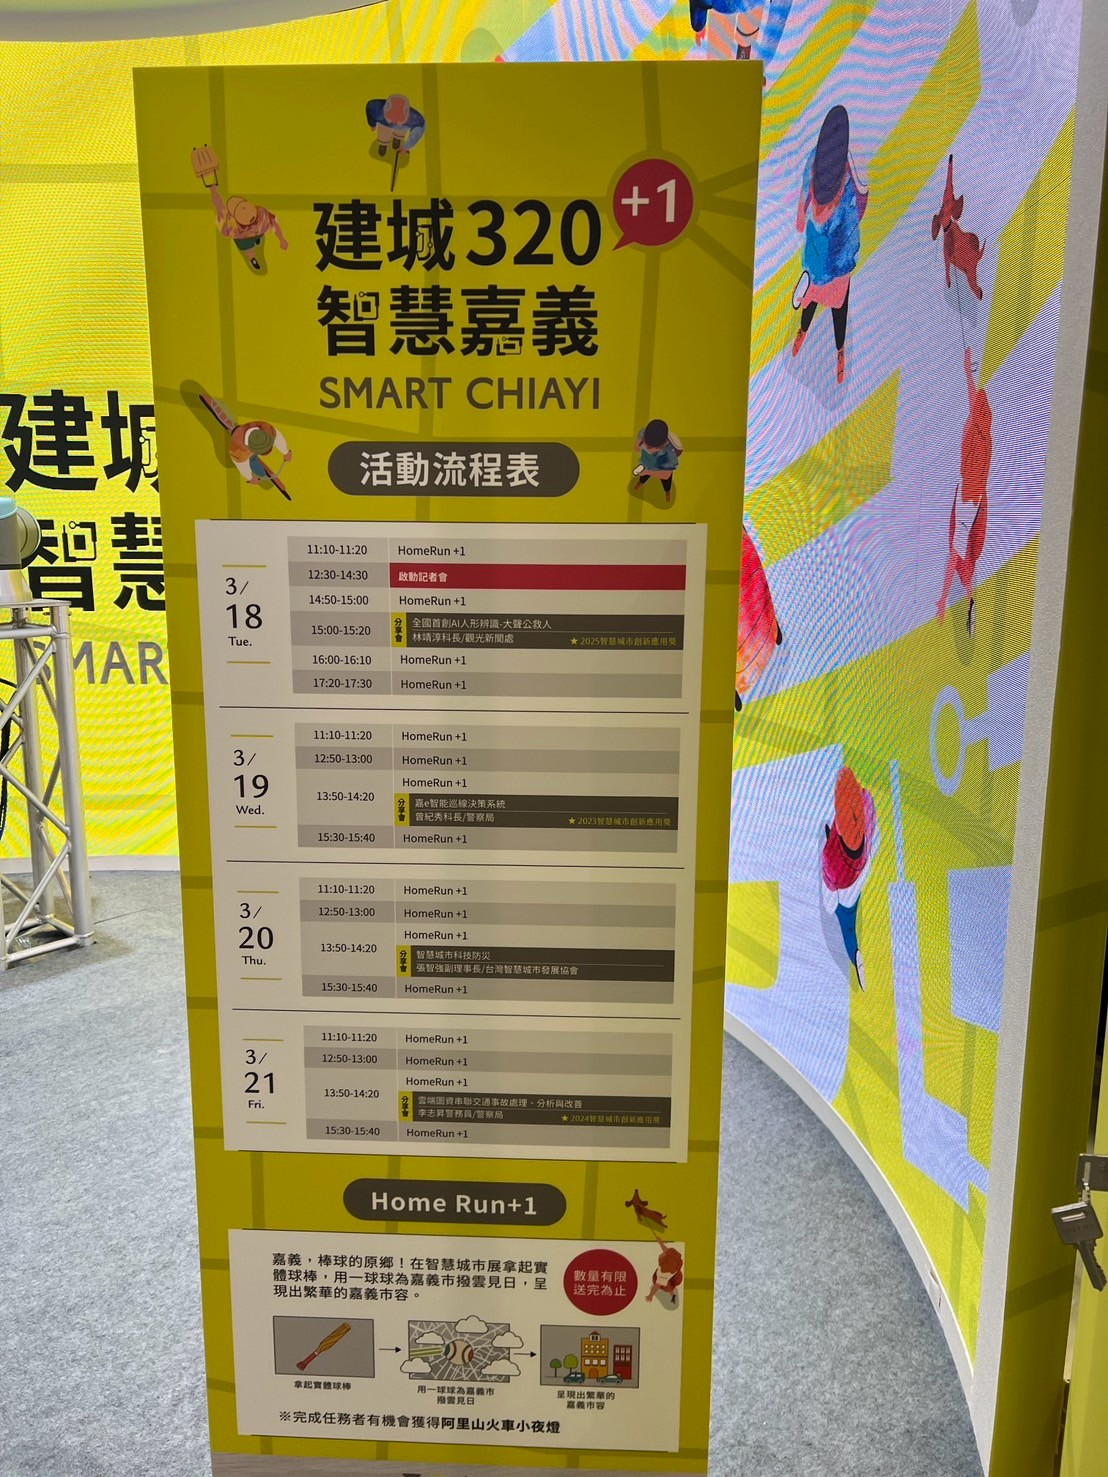 建城320 +1
智慧嘉義
SMART CHIAYI
活動流程表
3/
18
Tue.
11:10-11:20 HomeRun +1
12:30-14:30 啟動記者會
14:50-15:00 HomeRun +1
15:00-15:20 分享會 全國首創AI人形辨識-大聲公救人
林靖淳科長/觀光新聞處 ★2025智慧城市創新應用獎
16:00-16:10 HomeRun +1
17:20-17:30 HomeRun +1
3/
19
Wed.
11:10-11:20 HomeRun +1
12:50-13:00 HomeRun +1
13:50-14:20 HomeRun +1
分享會 嘉e智能巡線決策系統
曾紀秀科長/警察局 ★2023智慧城市創新應用獎
15:30-15:40 HomeRun +1
3/
20
Thu.
11:10-11:20 HomeRun +1
12:50-13:00 HomeRun +1
13:50-14:20 HomeRun +1
分享會 智慧城市科技防災
張智強副理事長/台灣智慧城市發展協會
15:30-15:40 HomeRun +1
3/
21
Fri.
11:10-11:20 HomeRun +1
12:50-13:00 HomeRun +1
13:50-14:20 HomeRun +1
分享會 雲端圖資串聯交通事故處理、分析與改善
李志昇警務員/警察局 ★2024智慧城市創新應用獎
15:30-15:40 HomeRun +1
Home Run+1
嘉義，棒球的原鄉！在智慧城市展拿起實
體球棒，用一球球為嘉義市撥雲見日，呈
現出繁華的嘉義市容。
數量有限
送完為止
拿起實體球棒
用一球球為嘉義市
撥雲見日
呈現出繁華的
嘉義市容
※完成任務者有機會獲得阿里山火車小夜燈
建城
智慧
SMAR